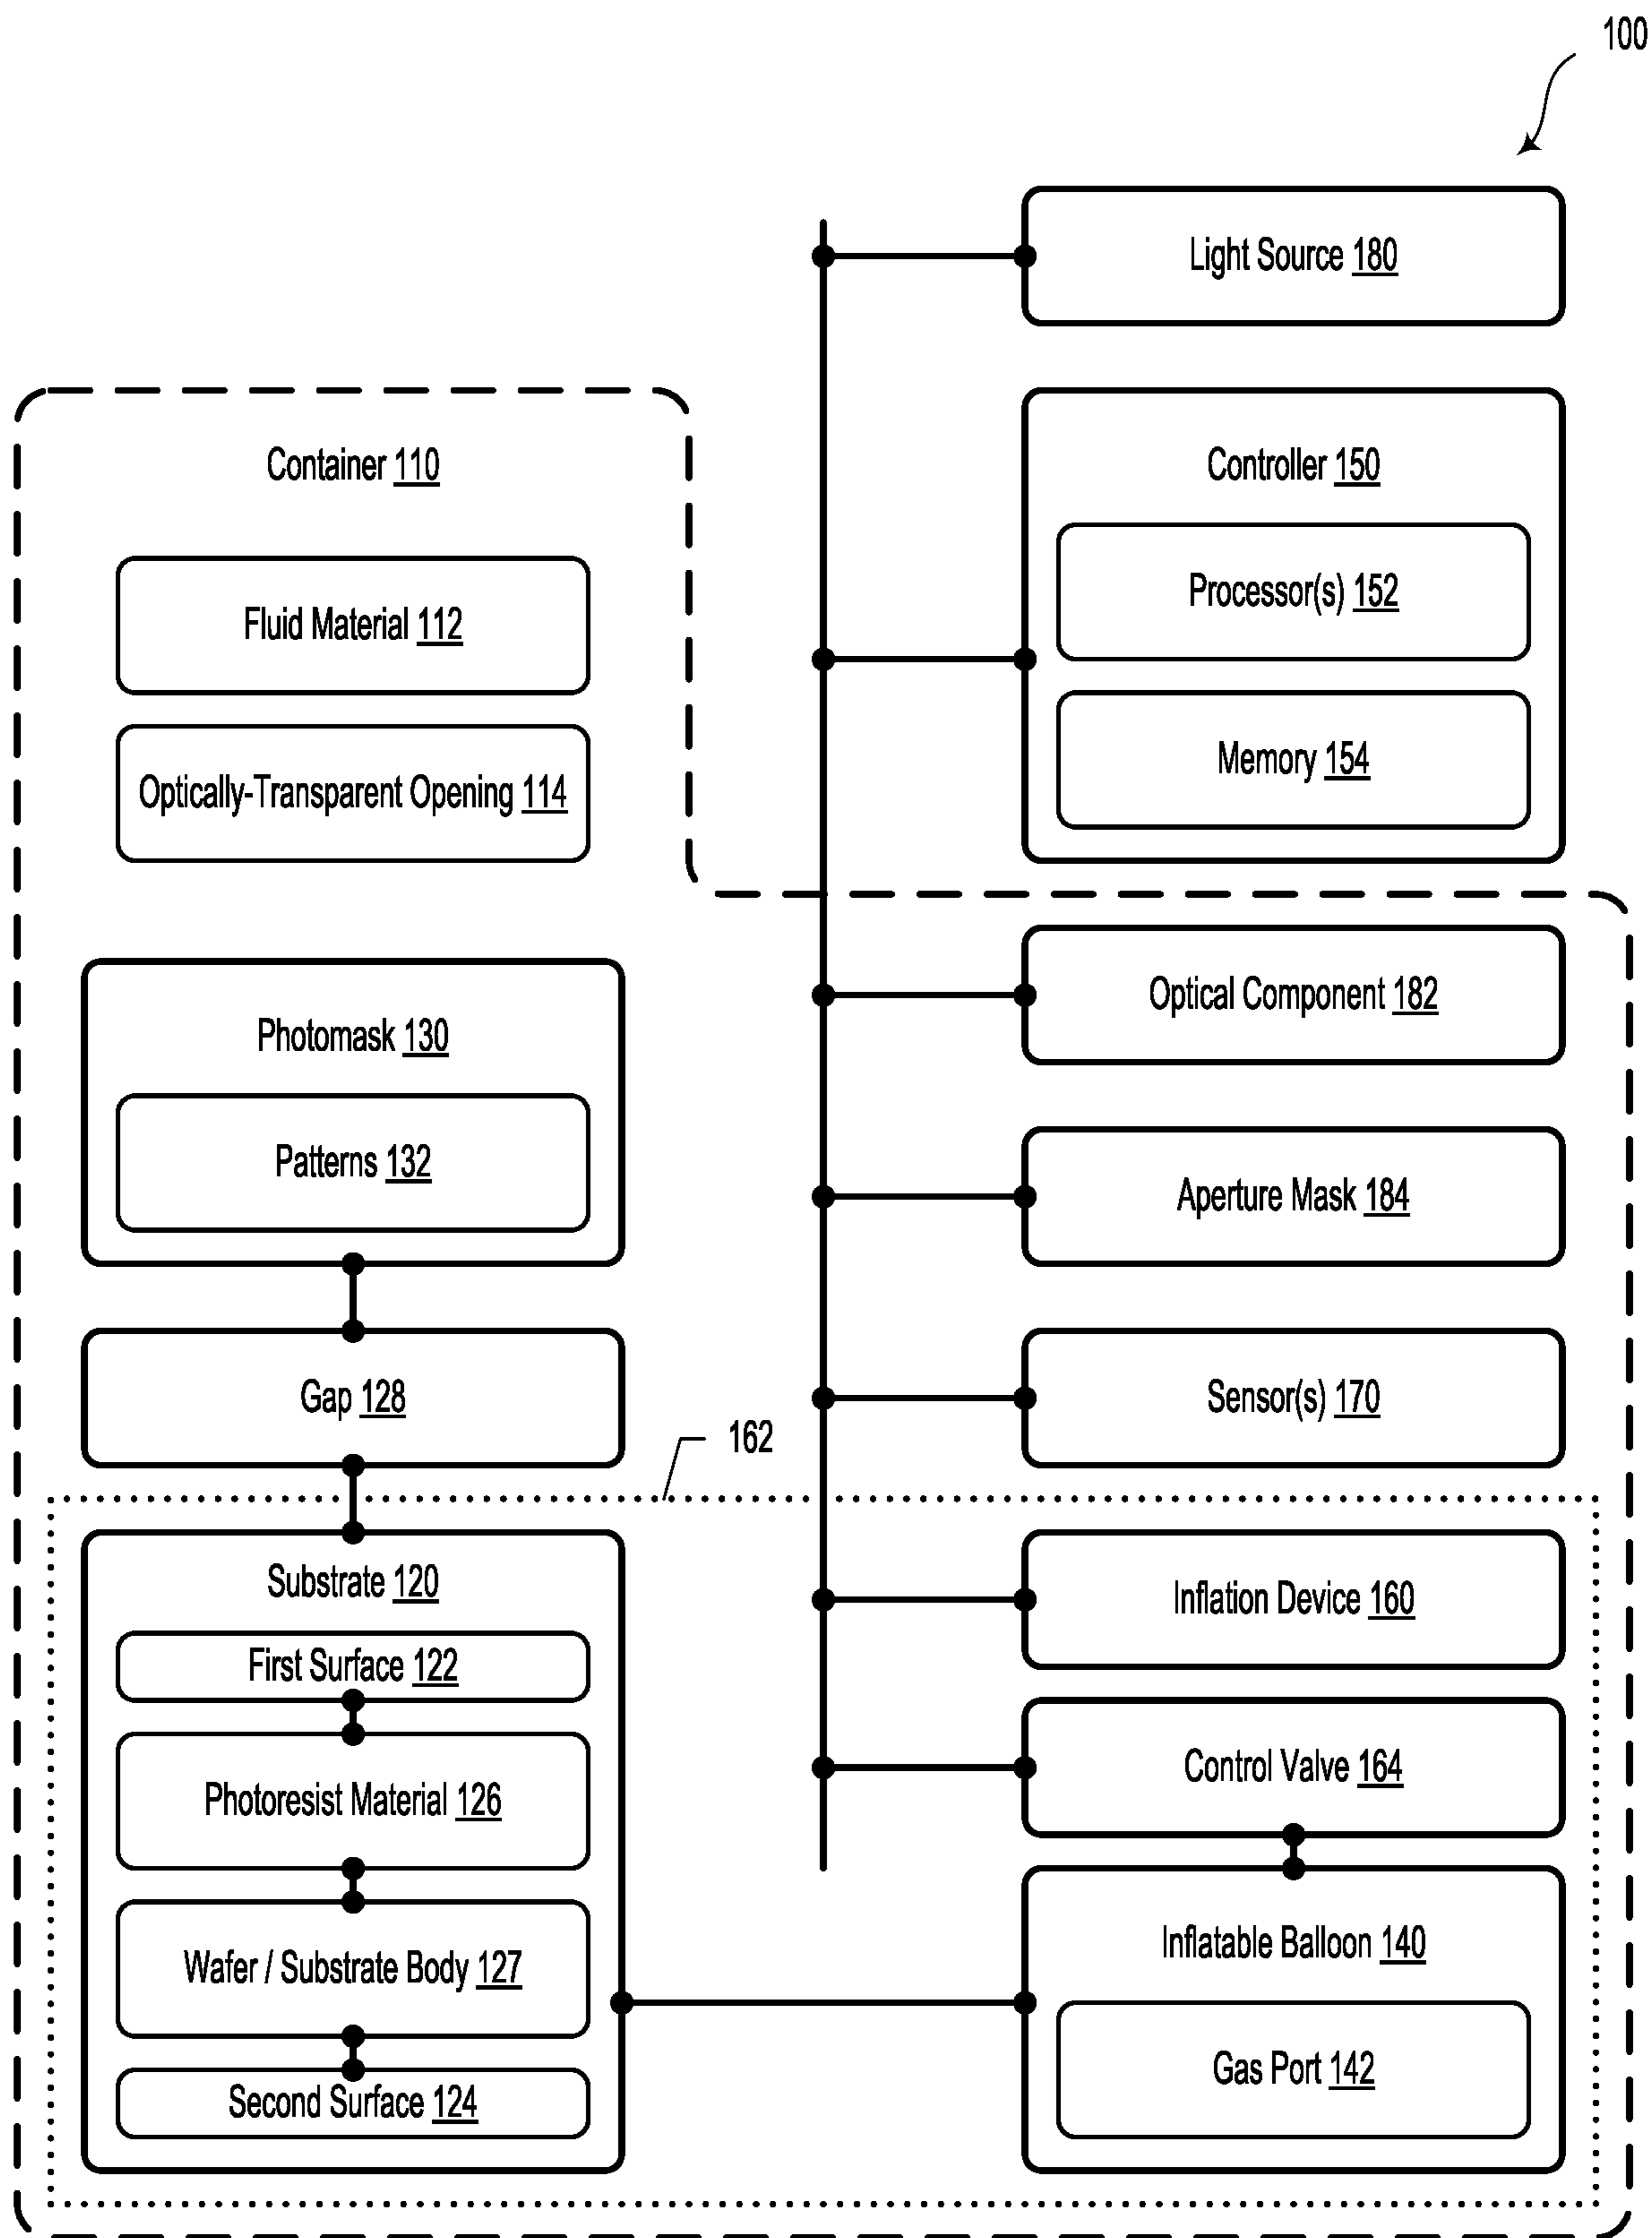 100
Light Source 180
Container 110
Controller 150
Fluid Material 112
Processor(s) 152
Optically-Transparent Opening 114
Memory 154
Photomask 130
Optical Component 182
Patterns 132
Aperture Mask 184
Gap 128
Sensor(s) 170
162
Substrate 120
Inflation Device 160
First Surface 122
Photoresist Material 126
Control Valve 164
Wafer / Substrate Body 127
Inflatable Balloon 140
Second Surface 124
Gas Port 142